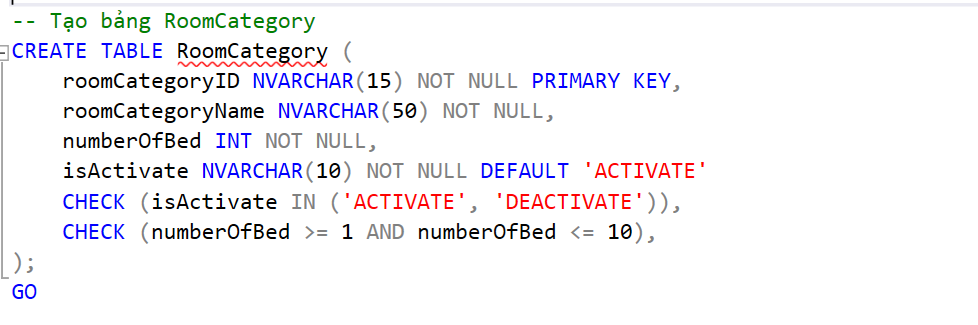 -- Tạo bảng RoomCategory
CREATE TABLE RoomCategory (
roomCategoryID NVARCHAR(15) NOT NULL PRIMARY KEY,
roomCategoryName NVARCHAR(50) NOT NULL,
numberOfBed INT NOT NULL,
isActivate NVARCHAR(10) NOT NULL DEFAULT 'ACTIVATE'
CHECK (isActivate IN ('ACTIVATE', 'DEACTIVATE')),
CHECK (numberOfBed >= 1 AND numberOfBed <= 10),
);
GO